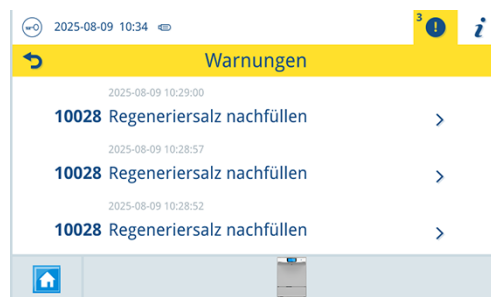 2025-08-09 10:34
3
Warnungen
2025-08-09 10:29:00
10028 Regeneriersalz nachfüllen
2025-08-09 10:28:57
10028 Regeneriersalz nachfüllen
2025-08-09 10:28:52
10028 Regeneriersalz nachfüllen